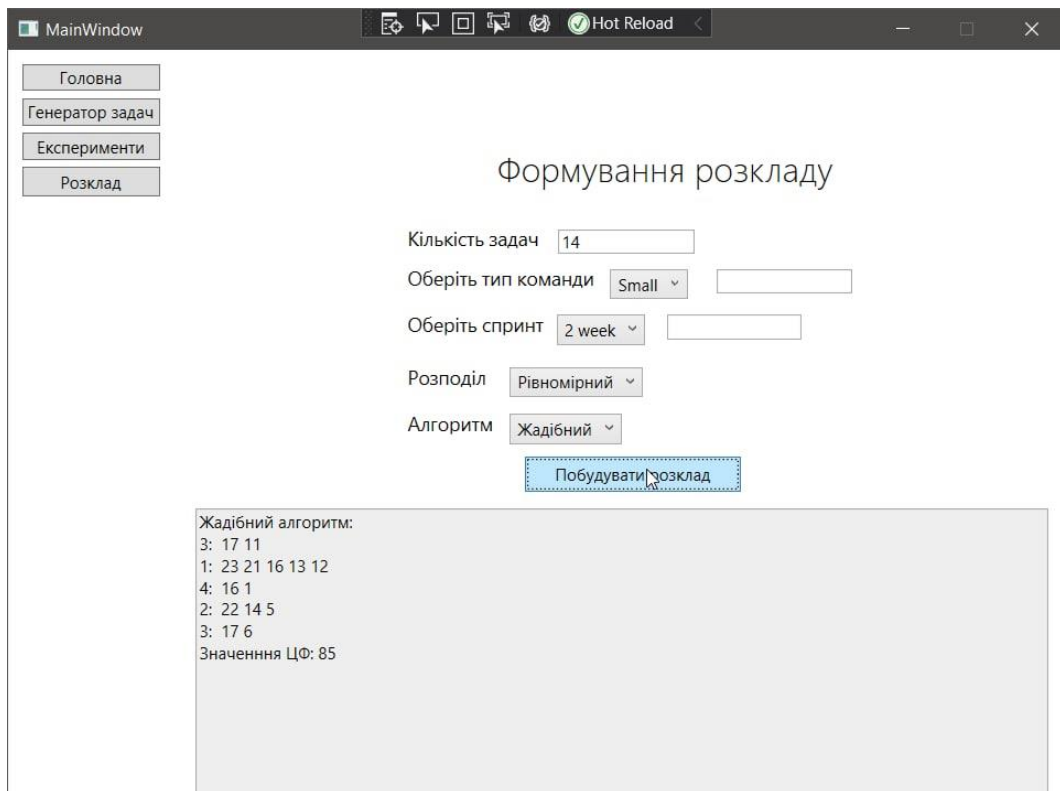 MainWindow
Hot Reload
Головна
Генератор задач
Експерименти
Розклад
Формування розкладу
Кількість задач 14
Оберіть тип команди Small
Оберіть спринт 2 week
Розподіл Рівномірний
Алгоритм Жадібний
Побудувати розклад
Жадібний алгоритм:
3: 17 11
1: 23 21 16 13 12
4: 16 1
2: 22 14 5
3: 17 6
Значенння ЦФ: 85